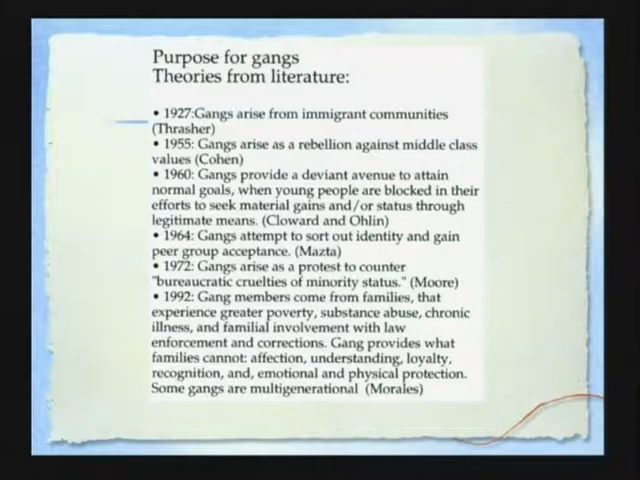 Purpose for gangs
Theories from literature:
• 1927:Gangs arise from immigrant communities
(Thrasher)
• 1955: Gangs arise as a rebellion against middle class
values (Cohen)
• 1960: Gangs provide a deviant avenue to attain
normal goals, when young people are blocked in their
efforts to seek material gains and/or status through
legitimate means. (Cloward and Ohlin)
• 1964: Gangs attempt to sort out identity and gain
peer group acceptance. (Mazta)
• 1972: Gangs arise as a protest to counter
"bureaucratic cruelties of minority status." (Moore)
• 1992: Gang members come from families, that
experience greater poverty, substance abuse, chronic
illness, and familial involvement with law
enforcement and corrections. Gang provides what
families cannot: affection, understanding, loyalty,
recognition, and, emotional and physical protection.
Some gangs are multigenerational (Morales)